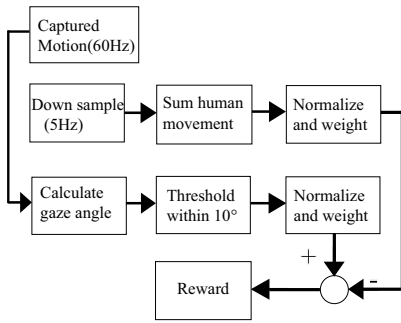 Captured
Motion(60Hz)
Down sample
(5Hz)
Sum human
movement
Normalize
and weight
Calculate
gaze angle
Threshold
within 10°
Normalize
and weight
+
-
Reward